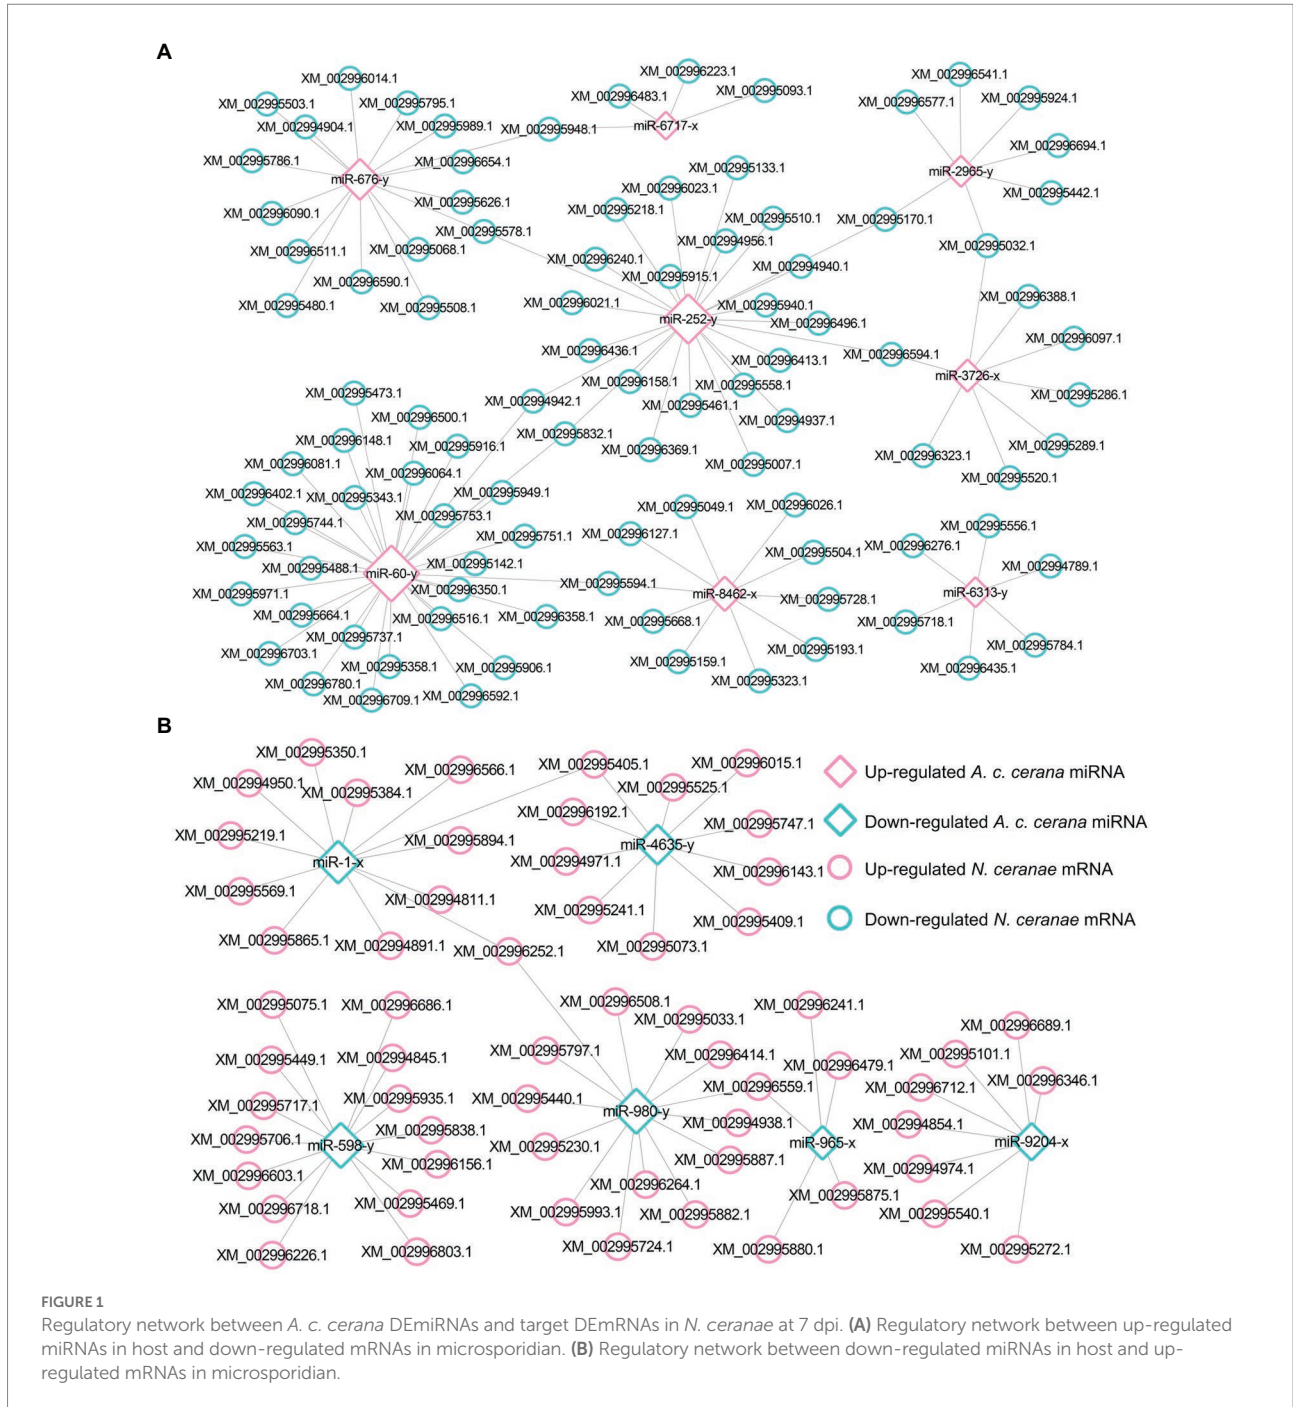 A
XM_002996014.1
XM_002996223.1
XM_002996541.1
XM_002995503.1
XM_002995795.1
XM_002996483.1
XM_002995093.1
XM_002996577.1
XM_002995924.1
XM_002994904.1
XM_002995989.1
XM_002995948.1
miR-6717-x
XM_002996694.1
XM_002995786.1
XM_002996654.1
XM_002995133.1
miR-2965-y
miR-676-y
XM_002996023.1
XM_002995442.1
XM_002995626.1
XM_002995218.1
XM_002995510.1
XM_002995170.1
XM_002996090.1
XM_002995578.1
XM_002994956.1
XM_002995032.1
XM_002996511.1
XM_002995068.1
XM_002996240.1
XM_002994940.1
XM_002996590.1
XM_002995915.1
XM_002996388.1
XM_002995480.1
XM_002995508.1
XM_002996021.1
XM_002995940.1
miR-252-y
XM_002996496.1
XM_002996097.1
XM_002996436.1
XM_002996413.1
XM_002996594.1
miR-3726-x
XM_002996158.1
XM_002995558.1
XM_002995286.1
XM_002995473.1
XM_002994942.1
XM_002995461.1
XM_002996500.1
XM_002994937.1
XM_002996148.1
XM_002995916.1
XM_002995832.1
XM_002996369.1
XM_002995289.1
XM_002996081.1
XM_002996064.1
XM_002995007.1
XM_002996323.1
XM_002995520.1
XM_002996402.1
XM_002995343.1
XM_002995949.1
XM_002995049.1
XM_002996026.1
XM_002995744.1
XM_002995753.1
XM_002996127.1
XM_002995556.1
XM_002995563.1
XM_002995751.1
XM_002995504.1
XM_002996276.1
XM_002995488.1
XM_002995142.1
XM_002994789.1
miR-60-y
XM_002995594.1
miR-8462-x
miR-6313-y
XM_002995971.1
XM_002996350.1
XM_002995728.1
XM_002995664.1
XM_002996516.1
XM_002996358.1
XM_002995668.1
XM_002995718.1
XM_002995737.1
XM_002995193.1
XM_002995784.1
XM_002996703.1
XM_002995358.1
XM_002995906.1
XM_002995159.1
XM_002996435.1
XM_002996780.1
XM_002996709.1
XM_002996592.1
XM_002995323.1
B
XM_002995350.1
XM_002996566.1
XM_002995405.1
XM_002996015.1
XM_002994950.1
XM_002995384.1
XM_002995525.1
XM_002996192.1
XM_002995219.1
XM_002995894.1
XM_002995747.1
miR-1-x
miR-4635-y
XM_002994971.1
XM_002996143.1
XM_002995569.1
XM_002994811.1
XM_002995241.1
XM_002995409.1
XM_002995865.1
XM_002994891.1
XM_002996252.1
XM_002995073.1
Up-regulated A. c. cerana miRNA
Down-regulated A. c. cerana miRNA
Up-regulated N. ceranae mRNA
Down-regulated N. ceranae mRNA
XM_002995075.1
XM_002996686.1
XM_002996508.1
XM_002996241.1
XM_002995033.1
XM_002996689.1
XM_002995449.1
XM_002994845.1
XM_002995797.1
XM_002996414.1
XM_002996479.1
XM_002995101.1
XM_002996346.1
XM_002995717.1
XM_002995935.1
XM_002995440.1
XM_002996559.1
XM_002996712.1
miR-980-y
XM_002995706.1
XM_002995838.1
XM_002994938.1
XM_002994854.1
miR-598-y
XM_002995230.1
miR-965-x
miR-9204-x
XM_002996603.1
XM_002996156.1
XM_002995887.1
XM_002994974.1
XM_002996264.1
XM_002995875.1
XM_002996718.1
XM_002995469.1
XM_002995993.1
XM_002995882.1
XM_002995540.1
XM_002996226.1
XM_002996803.1
XM_002995724.1
XM_002995880.1
XM_002995272.1
FIGURE 1
Regulatory network between A. c. cerana DEmiRNAs and target DEmRNAs in N. ceranae at 7 dpi. (A) Regulatory network between up-regulated
miRNAs in host and down-regulated mRNAs in microsporidian. (B) Regulatory network between down-regulated miRNAs in host and up-
regulated mRNAs in microsporidian.